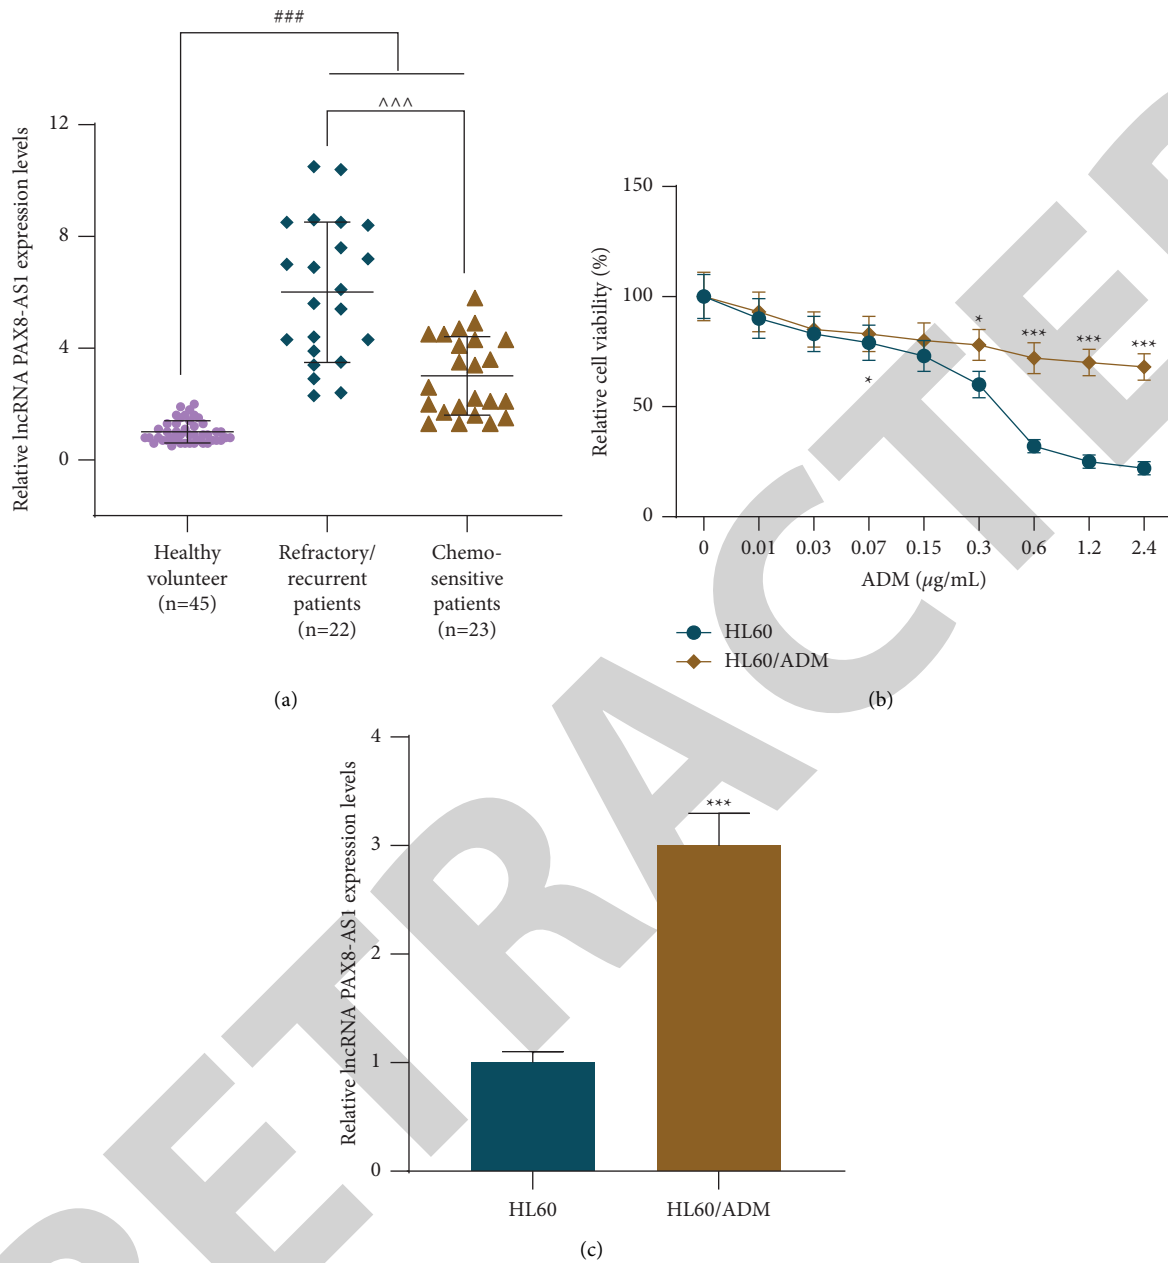 ###
^^^
Relative lncRNA PAX8-AS1 expression levels
12
8
4
0
Healthy
volunteer
(n=45)
Refractory/
recurrent
patients
(n=22)
Chemo-
sensitive
patients
(n=23)
(a)
Relative cell viability (%)
150
100
50
0
*
*
***
***
***
0
0.01
0.03
0.07
0.15
0.3
0.6
1.2
2.4
ADM (µg/mL)
HL60
HL60/ADM
(b)
Relative lncRNA PAX8-AS1 expression levels
4
3
2
1
0
***
HL60
HL60/ADM
(c)
RETRACTED